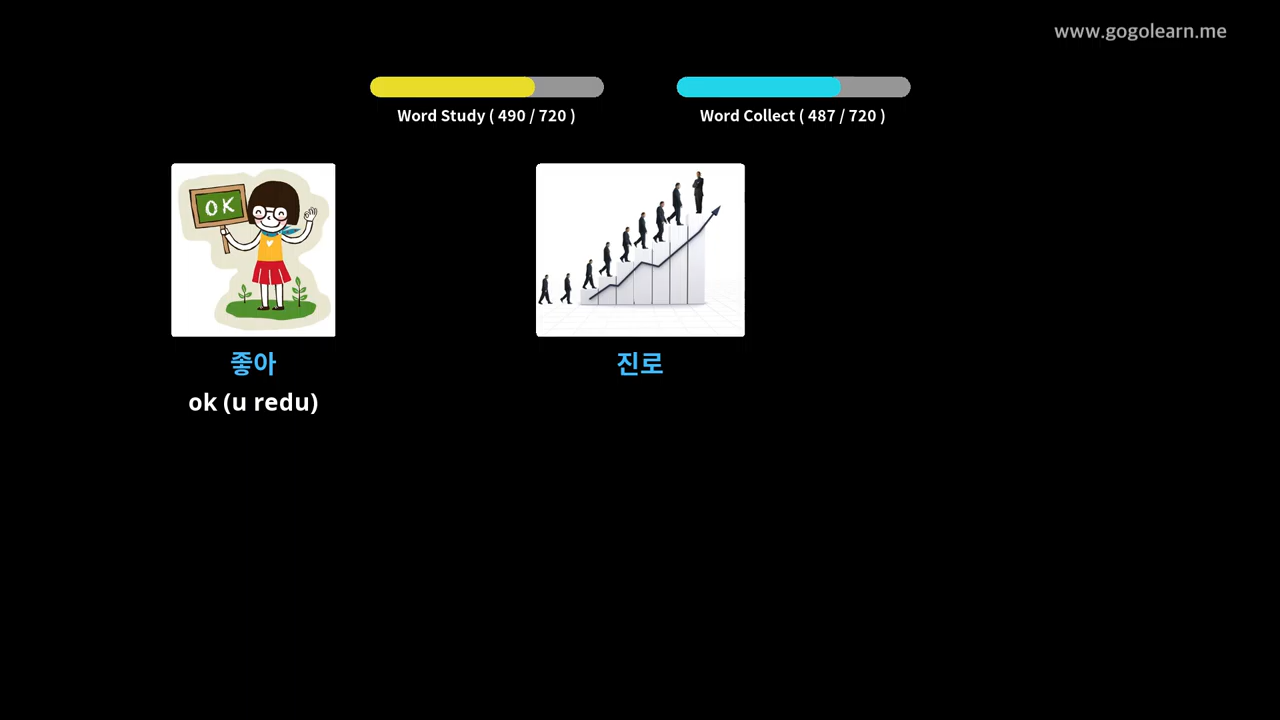 www.gogolearn.me
Word Study ( 490 / 720 )
Word Collect ( 487 / 720 )
OK
좋아
진로
ok (u redu)